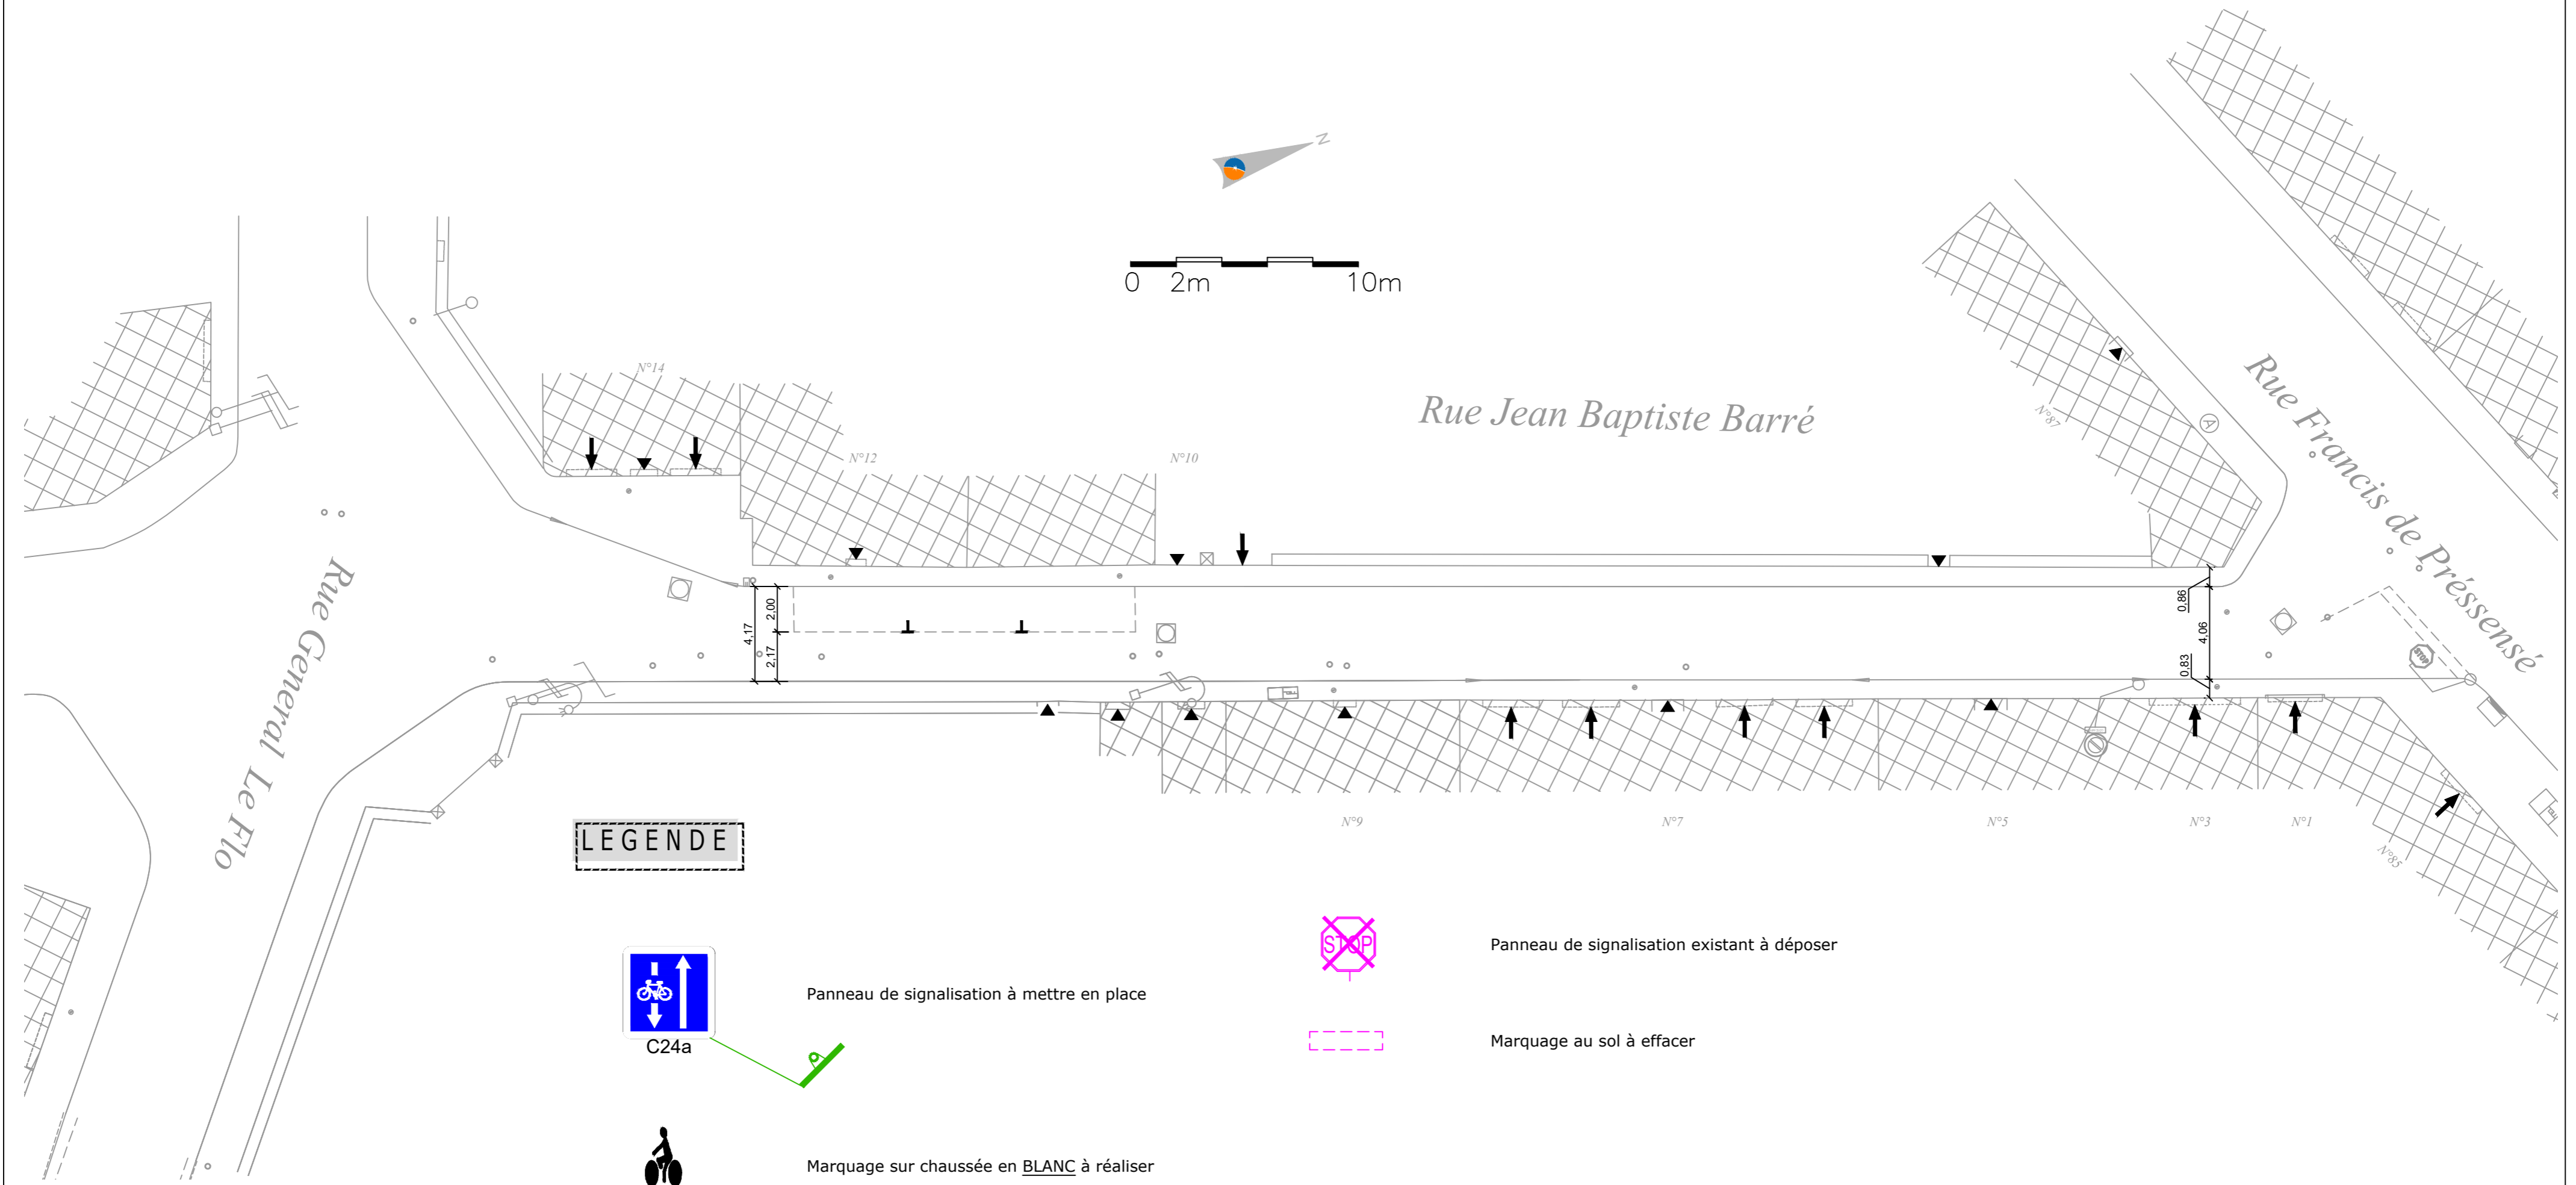 N
0 2m 10m
N°14
N°12
N°10
Rue Jean Baptiste Barré
N°87
A
Rue Francis de Préssensé
Rue General Le Flo
4,17
2,00
2,17
0,86
4,06
0,83
STOP
N°9
N°7
N°5
N°3
N°1
N°85
LEGENDE
C24a
Panneau de signalisation à mettre en place
Marquage sur chaussée en BLANC à réaliser
STOP
Panneau de signalisation existant à déposer
Marquage au sol à effacer